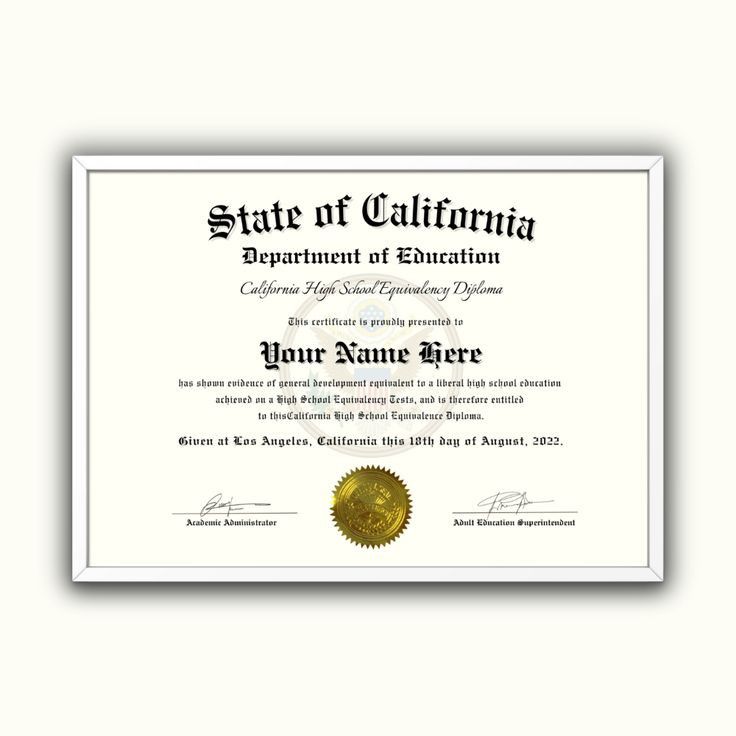 State of California
Department of Education
California High School Equivalency Diploma
This certificate is proudly presented to
Your Name Here
has shown evidence of general development equivalent to a liberal high school education
achieved on a High School Equivalency Tests, and is therefore entitled
to thisCalifornia High School Equivalence Diploma.
Given at Los Angeles, California this 18th day of August, 2022.
Academic Administrator
Adult Education Superintendent